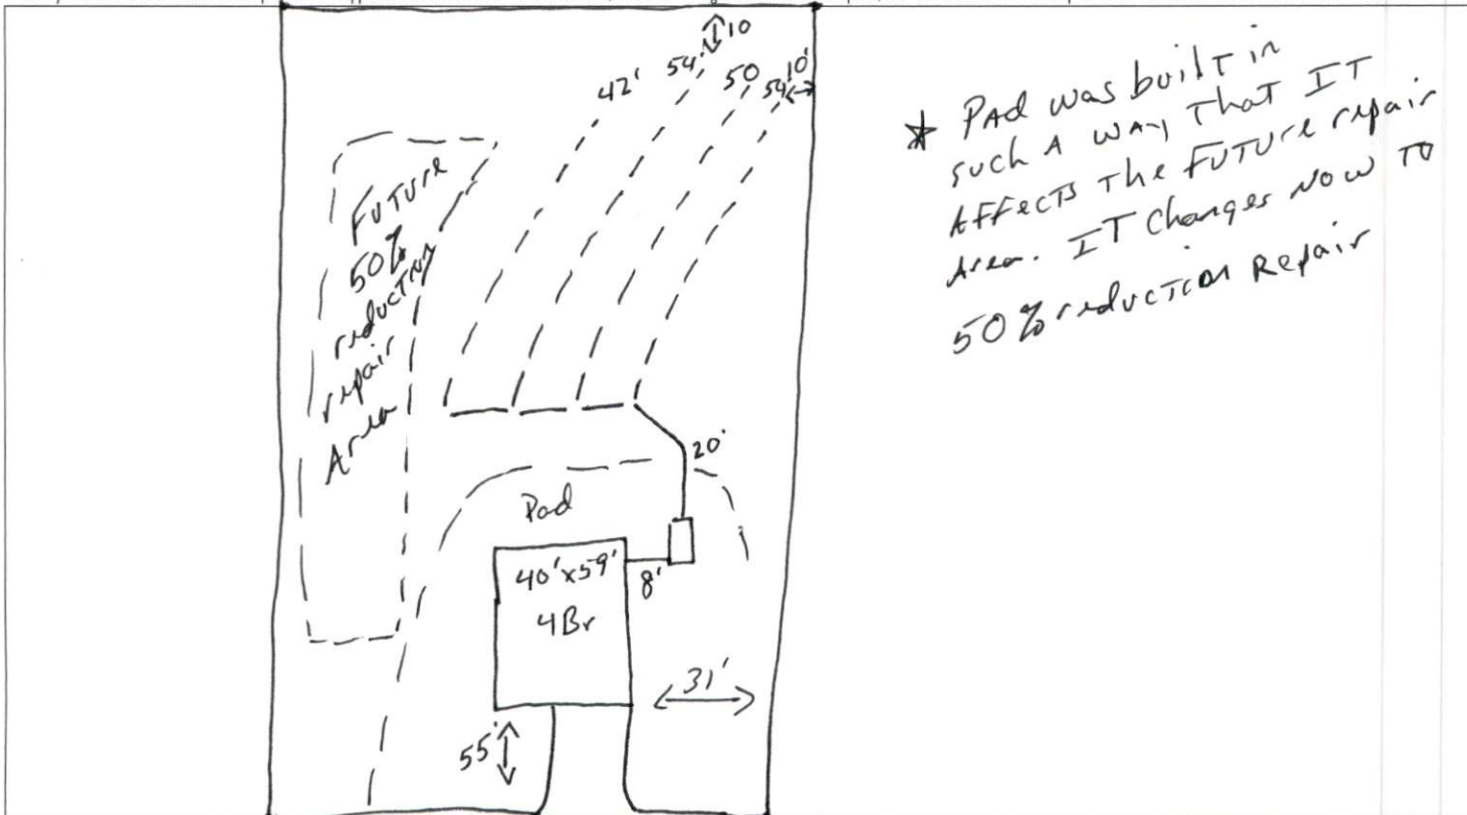 10
42'
54'
50
54'
10'
Future
50%
reduction
repair
Area
20'
Pad
40'x59'
4Br
8'
31'
55'
★ PAd was built in
such A way That IT
AffecTs The FuTure repair
Area. IT Changes Now To
50% reducTion Repair